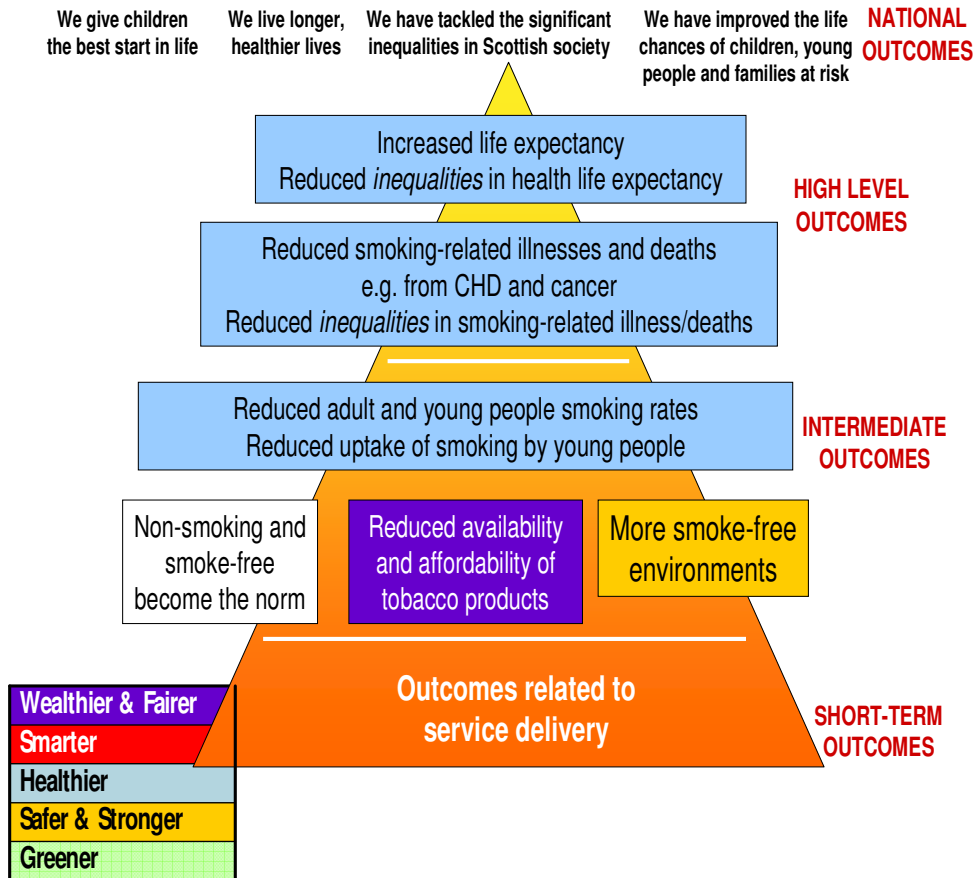 We give children
the best start in life
We live longer,
healthier lives,
We have tackled the significant
inequalities in Scottish society
We have improved the life
chances of children, young
people and families at risk
NATIONAL
OUTCOMES
Increased life expectancy
Reduced inequalities in health life expectancy
HIGH LEVEL
OUTCOMES
Reduced smoking-related illnesses and deaths
e.g. from CHD and cancer
Reduced inequalities in smoking-related illness/deaths
Reduced adult and young people smoking rates
Reduced uptake of smoking by young people
INTERMEDIATE
OUTCOMES
Non-smoking and
smoke-free
become the norm
Reduced availability
and affordability of
tobacco products
More smoke-free
environments
Outcomes related to
service delivery
SHORT-TERM
OUTCOMES
Wealthier & Fairer
Smarter
Healthier
Safer & Stronger
Greener